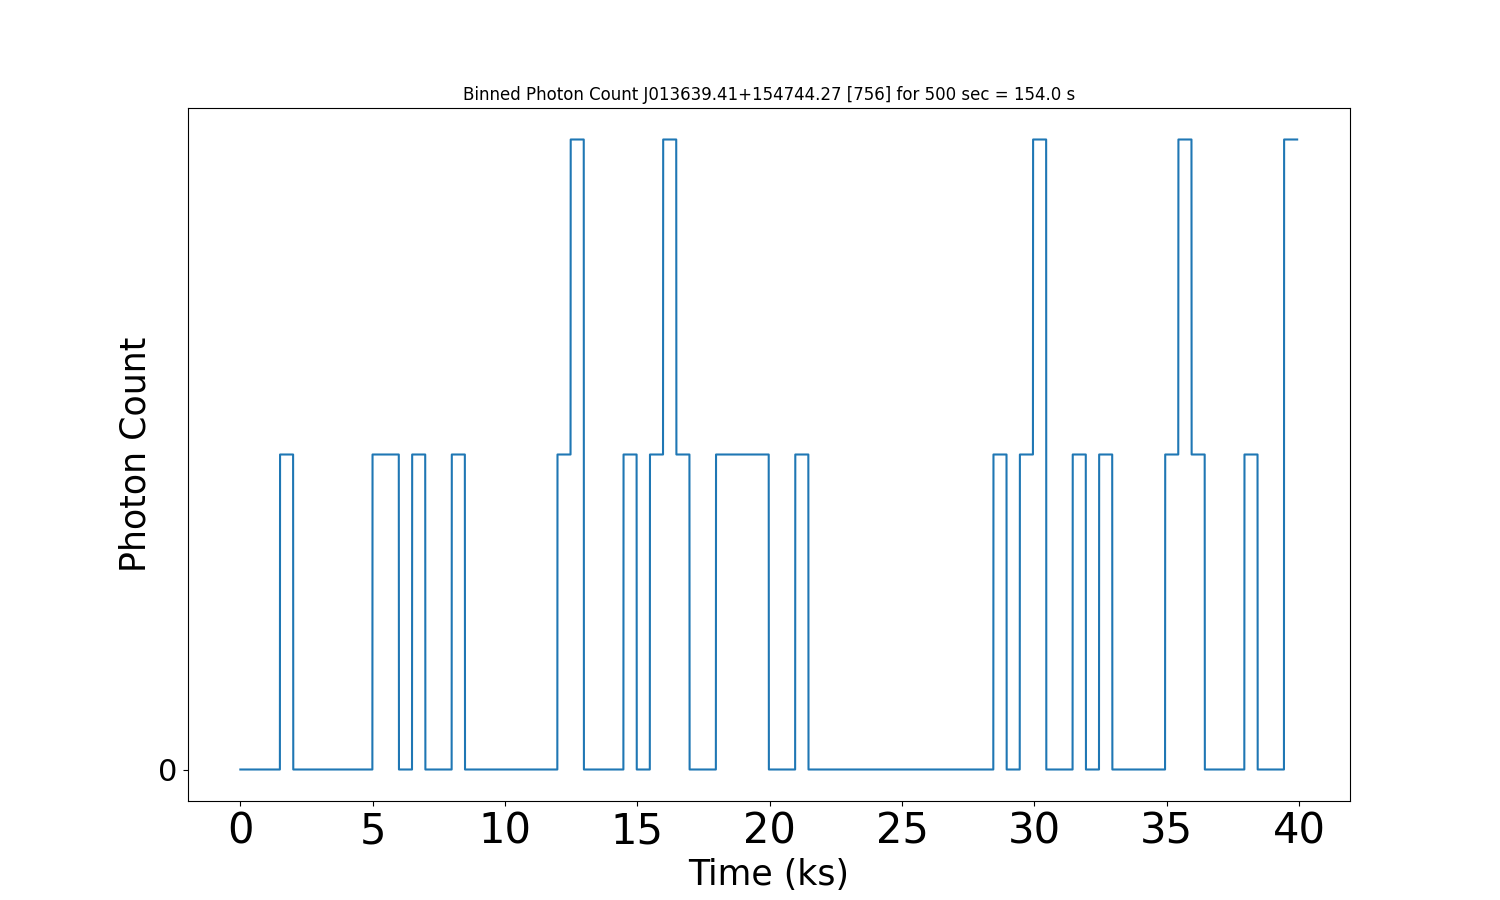 Binned Photon Count J013639.41+154744.27 [756] for 500 sec = 154.0 s
Photon Count
0
0 5 10 15 20 25 30 35 40
Time (ks)